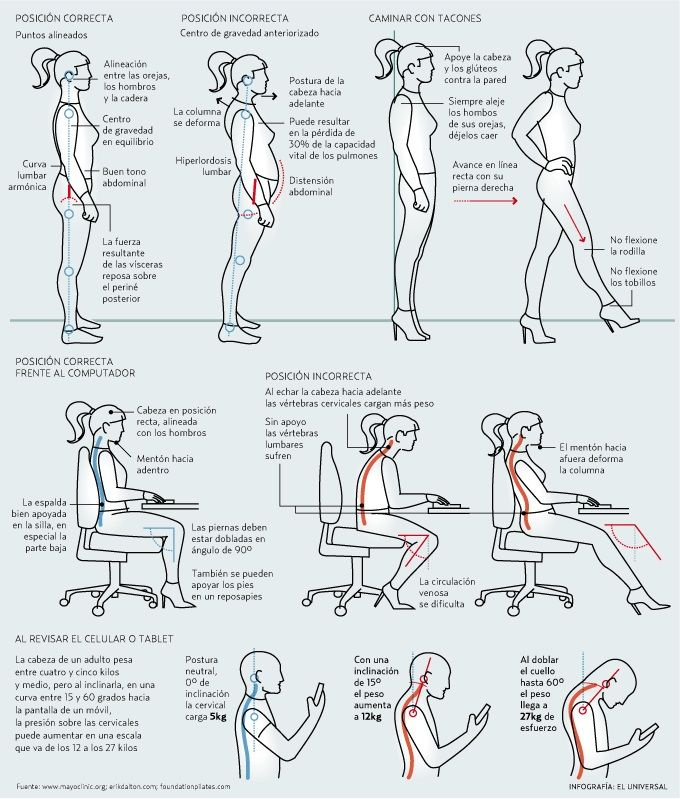 POSICIÓN CORRECTA
Puntos alineados
Alineación
entre las orejas,
los hombros
y la cadera
Centro
de gravedad
en equilibrio
Curva
lumbar
armónica
Buen tono
abdominal
La fuerza
resultante
de las vísceras
reposa sobre
el periné
posterior
POSICIÓN INCORRECTA
Centro de gravedad anteriorizado
Postura de la
cabeza hacia
adelante
La columna
se deforma
Puede resultar
en la pérdida de
30% de la capacidad
vital de los pulmones
Hiperlordosis
lumbar
Distensión
abdominal
CAMINAR CON TACONES
Apoye la cabeza
y los glúteos
contra la pared
Siempre aleje
los hombos
de sus orejas,
déjelos caer
Avance en línea
recta con su
pierna derecha
No flexione
la rodilla
No flexione
los tobillos
POSICIÓN CORRECTA
FRENTE AL COMPUTADOR
Cabeza en posición
recta, alineada
con los hombros
Mentón hacia
adentro
La espalda
bien apoyada
en la silla, en
especial la
parte baja
Las piernas deben
estar dobladas en
ángulo de 90º
También se pueden
apoyar los pies
en un reposapies
POSICIÓN INCORRECTA
Al echar la cabeza hacia adelante
las vértebras cervicales cargan más peso
Sin apoyo
las vértebras
lumbares
sufren
La circulación
venosa
se dificulta
El mentón hacia
afuera deforma
la columna
AL REVISAR EL CELULAR O TABLET
La cabeza de un adulto pesa
entre cuatro y cinco kilos
y medio, pero al inclinarla, en una
curva entre 15 y 60 grados hacia
la pantalla de un móvil,
la presión sobre las cervicales
puede aumentar en una escala
que va de los 12 a los 27 kilos
Postura
neutral,
0º de
inclinación
la cervical
carga 5kg
Con una
inclinación
de 15º
el peso
aumenta
a 12kg
Al doblar
el cuello
hasta 60º
el peso
llega a
27kg de
esfuerzo
Fuente: www.mayoclinic.org; erikdalton.com; foundationpilates.com
INFOGRAFÍA: EL UNIVERSAL